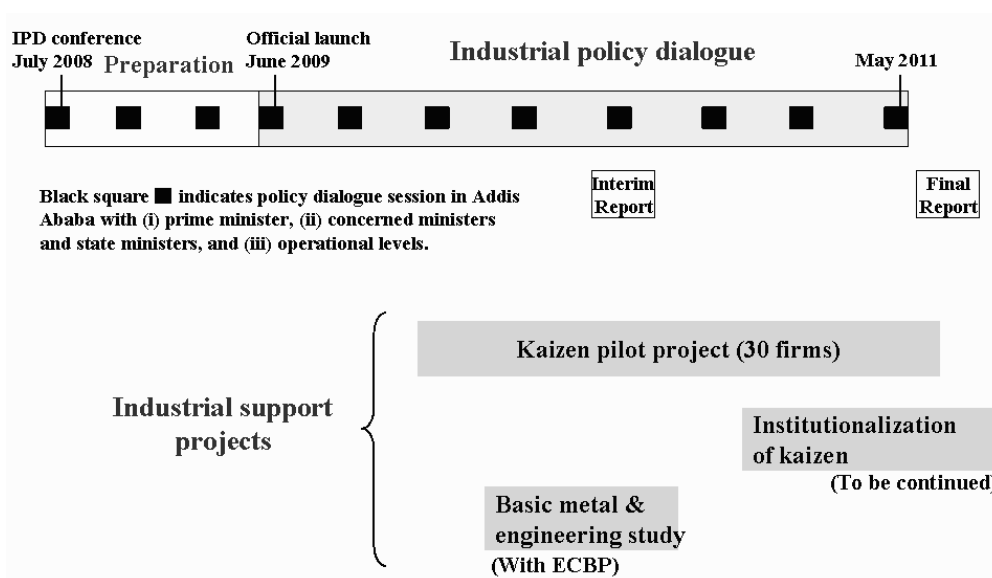 IPD conference
July 2008
Preparation
Official launch
June 2009
Industrial policy dialogue
May 2011
Black square ■ indicates policy dialogue session in Addis
Ababa with (i) prime minister, (ii) concerned ministers
and state ministers, and (iii) operational levels.
Interim
Report
Final
Report
Industrial support
projects
Kaizen pilot project (30 firms)
Institutionalization
of kaizen
(To be continued)
Basic metal &
engineering study
(With ECBP)